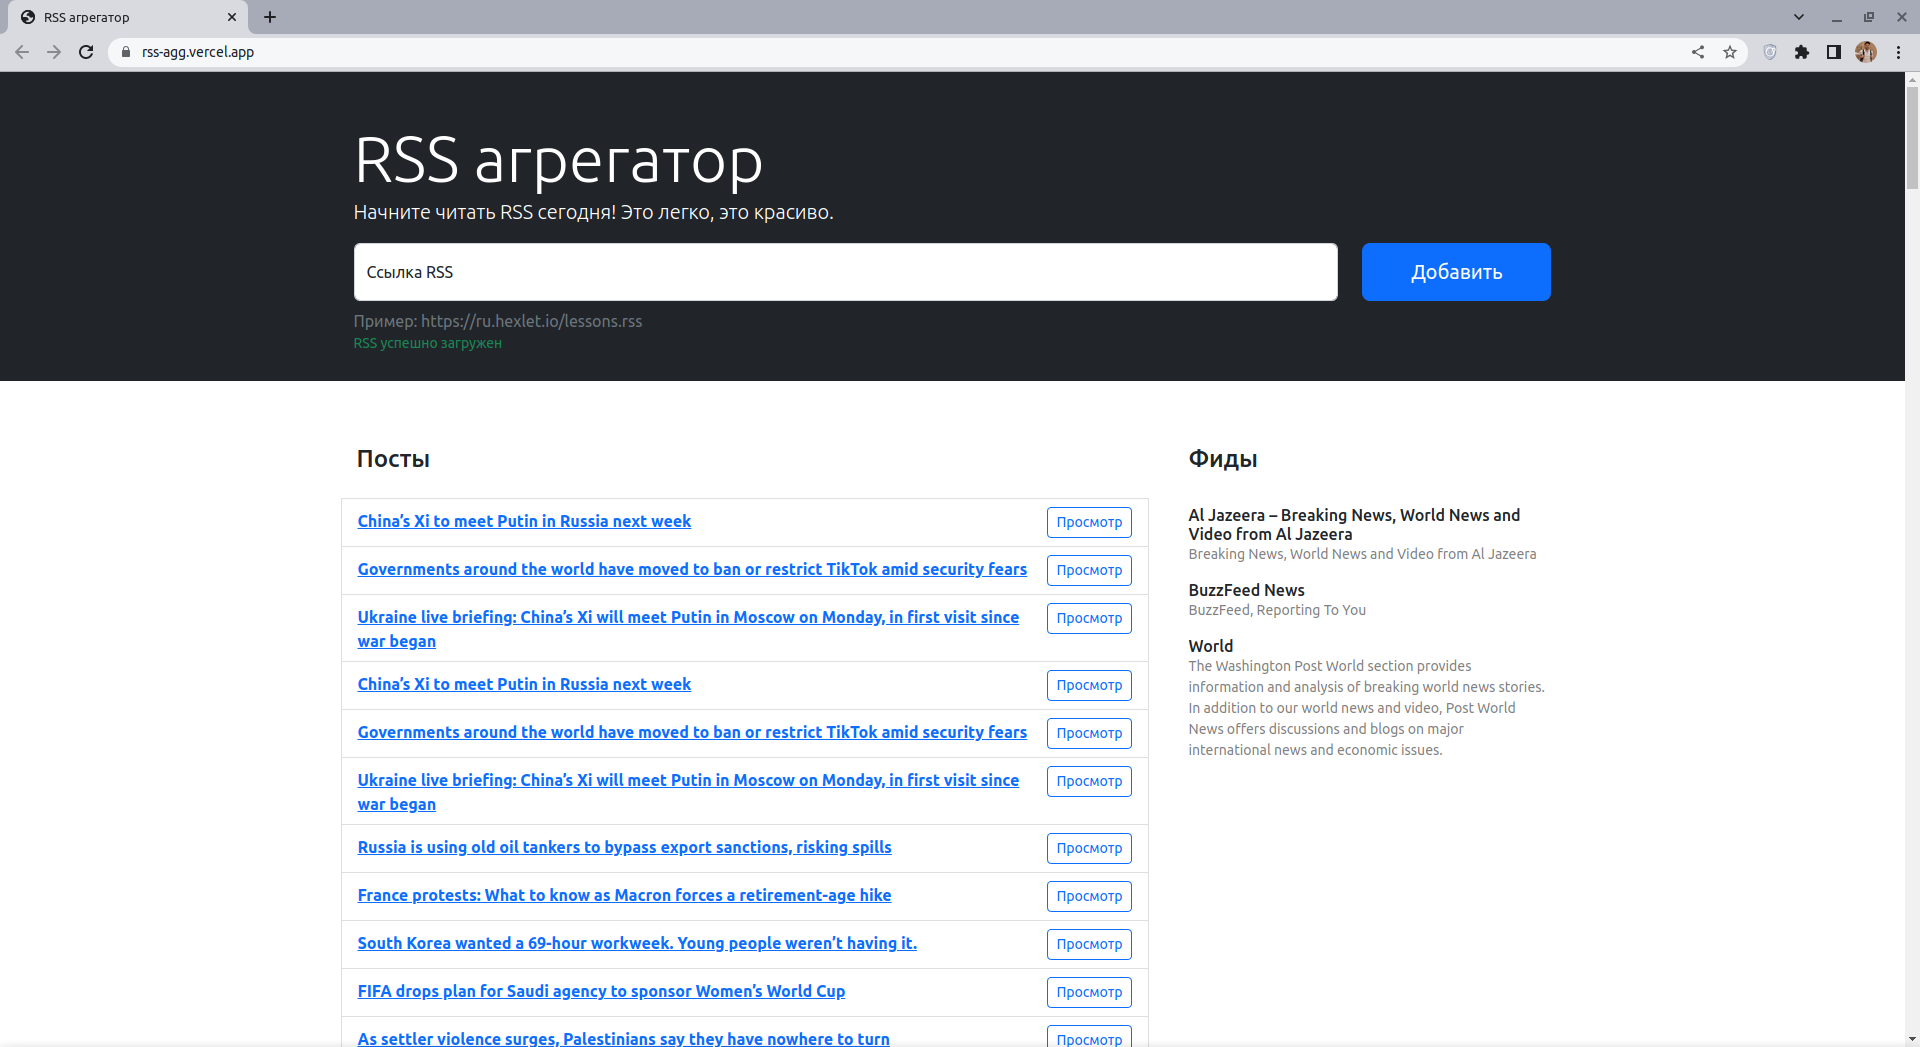 RSS агрегатор
rss-agg.vercel.app
RSS агрегатор
Начните читать RSS сегодня! Это легко, это красиво.
Ссылка RSS
Добавить
Пример: https://ru.hexlet.io/lessons.rss
RSS успешно загружен
Посты
China’s Xi to meet Putin in Russia next week
Просмотр
Governments around the world have moved to ban or restrict TikTok amid security fears
Просмотр
Ukraine live briefing: China’s Xi will meet Putin in Moscow on Monday, in first visit since
war began
Просмотр
China’s Xi to meet Putin in Russia next week
Просмотр
Governments around the world have moved to ban or restrict TikTok amid security fears
Просмотр
Ukraine live briefing: China’s Xi will meet Putin in Moscow on Monday, in first visit since
war began
Просмотр
Russia is using old oil tankers to bypass export sanctions, risking spills
Просмотр
France protests: What to know as Macron forces a retirement-age hike
Просмотр
South Korea wanted a 69-hour workweek. Young people weren’t having it.
Просмотр
FIFA drops plan for Saudi agency to sponsor Women’s World Cup
Просмотр
As settler violence surges, Palestinians say they have nowhere to turn
Просмотр
Фиды
Al Jazeera – Breaking News, World News and
Video from Al Jazeera
Breaking News, World News and Video from Al Jazeera
BuzzFeed News
BuzzFeed, Reporting To You
World
The Washington Post World section provides
information and analysis of breaking world news stories.
In addition to our world news and video, Post World
News offers discussions and blogs on major
international news and economic issues.